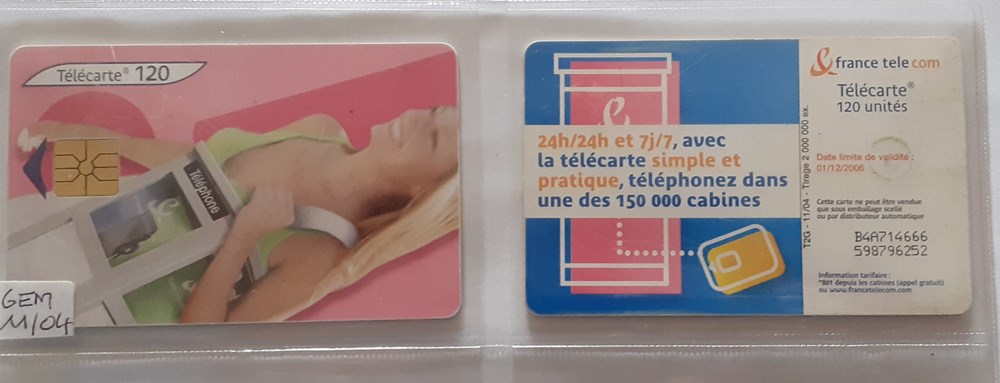 Télécarte® 120
Téléphone
GEM
11/04
24h/24h et 7j/7, avec
la télécarte simple et
pratique, téléphonez dans
une des 150 000 cabines
T2G - 11/04 - Tirage 2 000 000 ex.
france telecom
Télécarte®
120 unités
Date limite de validité :
01/12/2006
Cette carte ne peut être vendue
que sous emballage scellé
ou par distributeur automatique
B4A714666
598796252
Information tarifaire :
*801 depuis les cabines (appel gratuit)
ou www.francetelecom.com